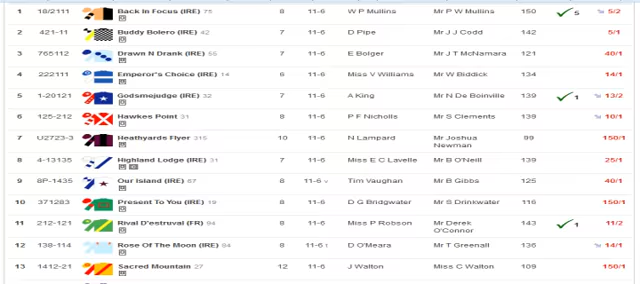 1 18/2111 Back In Focus (IRE) 75 8 11-6 W P Mullins Mr P W Mullins 150 5 5/2
2 421-11 Buddy Bolero (IRE) 42 7 11-6 D Pipe Mr J J Codd 142 5/1
3 765112 Drawn N Drank (IRE) 55 7 11-6 E Bolger Mr J T McNamara 121 40/1
4 222111 Emperor's Choice (IRE) 14 6 11-6 Miss V Williams Mr W Biddick 134 14/1
5 1-20121 Godsmejudge (IRE) 32 7 11-6 A King Mr N De Boinville 139 1 13/2
6 125-212 Hawkes Point 31 8 11-6 P F Nicholls Mr S Clements 139 10/1
7 U2723-3 Heathyards Flyer 315 10 11-6 N Lampard Mr Joshua Newman 99 150/1
8 4-13135 Highland Lodge (IRE) 31 7 11-6 Miss E C Lavelle Mr B O'Neill 139 25/1
9 8P-1435 Our Island (IRE) 67 8 11-6 v Tim Vaughan Mr B Gibbs 125 40/1
10 371283 Present To You (IRE) 19 8 11-6 D G Bridgwater Mr S Drinkwater 118 150/1
11 212-121 Rival D'estruval (FR) 94 8 11-6 Miss P Robson Mr Derek O'Connor 143 1 11/2
12 138-114 Rose Of The Moon (IRE) 84 8 11-6 t D O'Meara Mr T Greenall 136 14/1
13 1412-21 Sacred Mountain 27 12 11-6 J Walton Miss C Walton 109 150/1